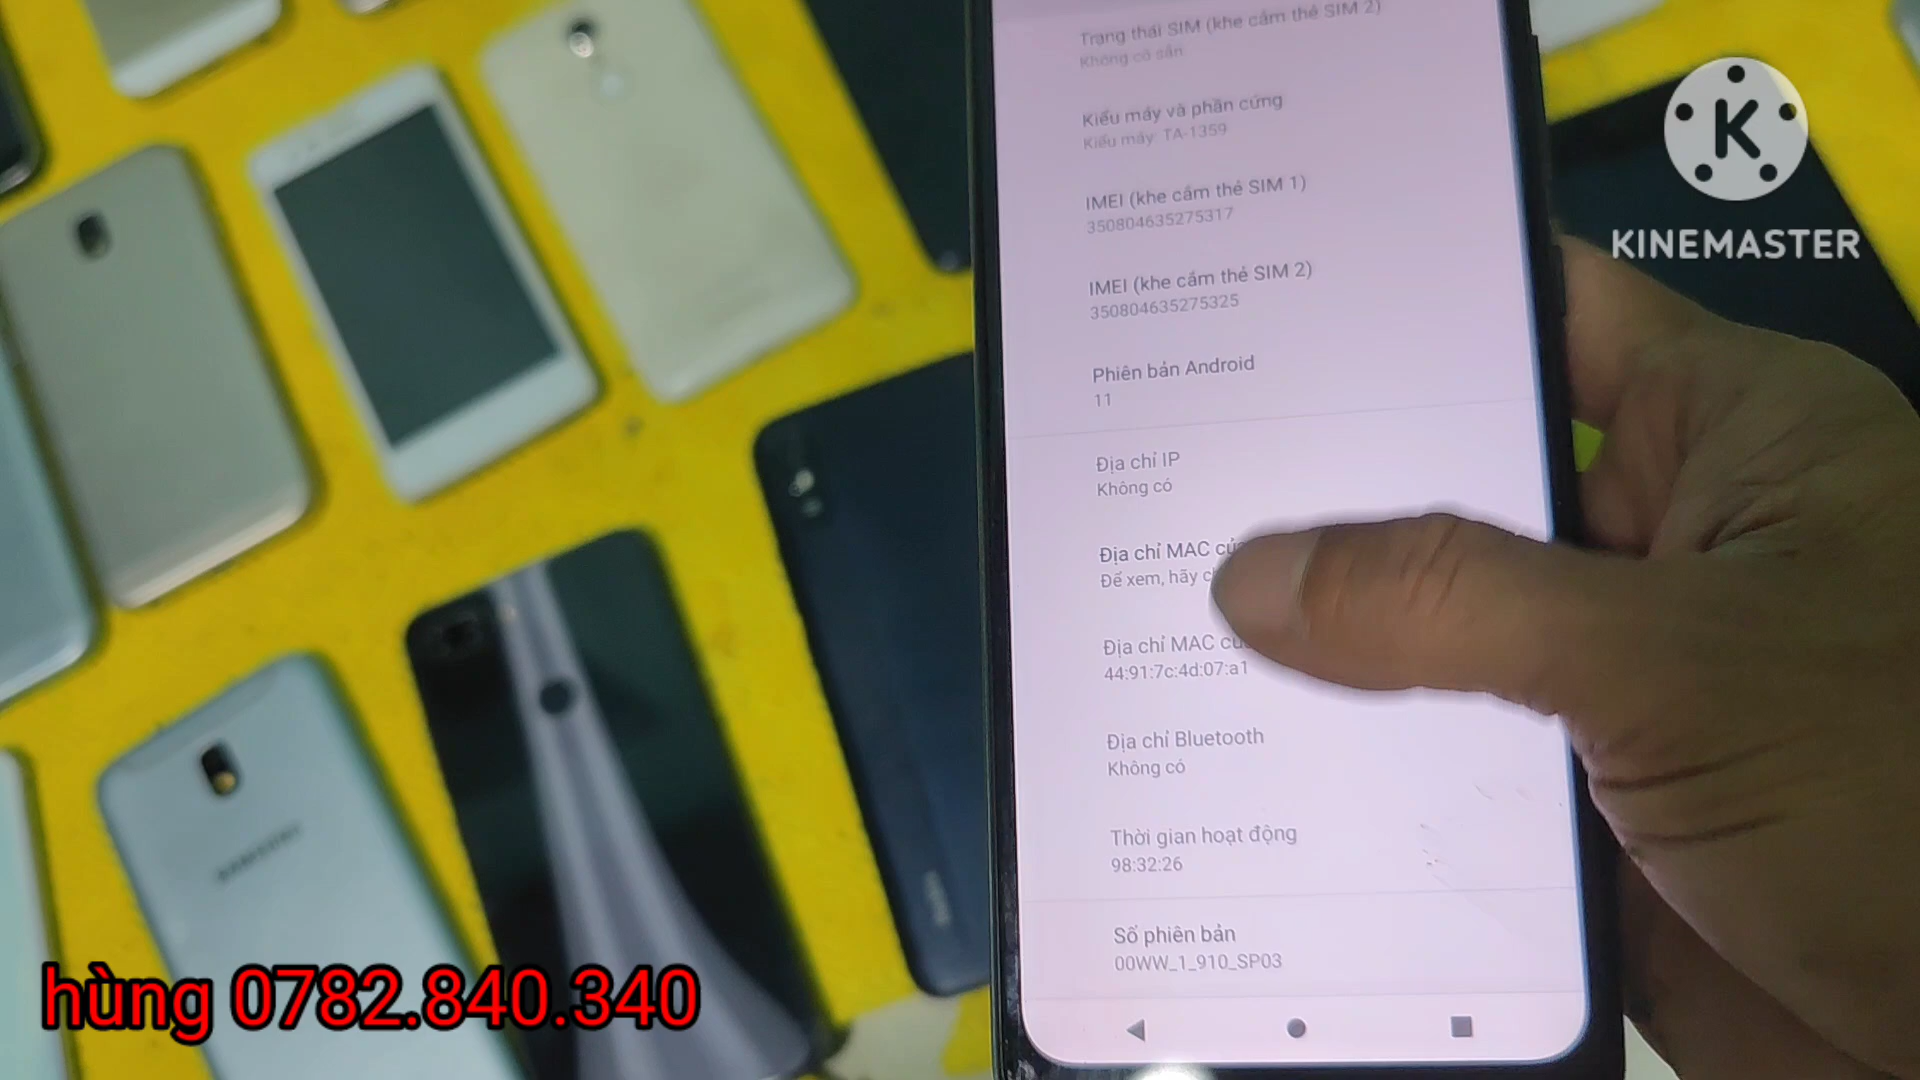 Trạng thái SIM (khe cắm thẻ SIM 2)
Không có sẵn
Kiểu máy và phần cứng
Kiểu máy: TA-1359
IMEI (khe cắm thẻ SIM 1)
350804635275317
IMEI (khe cắm thẻ SIM 2)
350804635275325
Phiên bản Android
11
Địa chỉ IP
Không có
Địa chỉ MAC của
Để xem, hãy
Địa chỉ MAC
44:91:7c:4d:07:a1
Địa chỉ Bluetooth
Không có
Thời gian hoạt động
98:32:26
Số phiên bản
00WW_1_910_SP03
K
KINEMASTER
SAMSUNG
hùng 0782.840.340